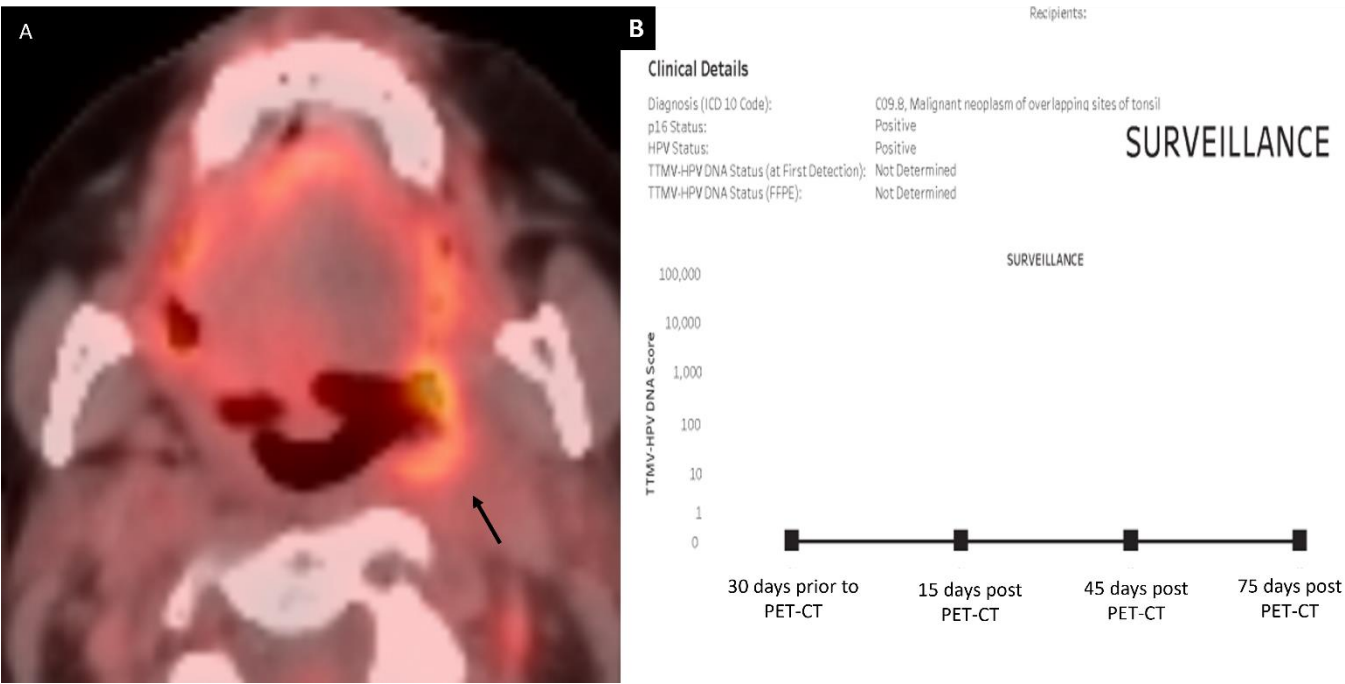 A
B
Recipients:
Clinical Details
Diagnosis (ICD 10 Code): C09.8, Malignant neoplasm of overlapping sites of tonsil
p16 Status: Positive
HPV Status: Positive
TTMV-HPV DNA Status (at First Detection): Not Determined
TTMV-HPV DNA Status (FFPE): Not Determined
SURVEILLANCE
SURVEILLANCE
TTMV-HPV DNA Score
100,000
10,000
1,000
100
10
1
0
30 days prior to
PET-CT
15 days post
PET-CT
45 days post
PET-CT
75 days post
PET-CT